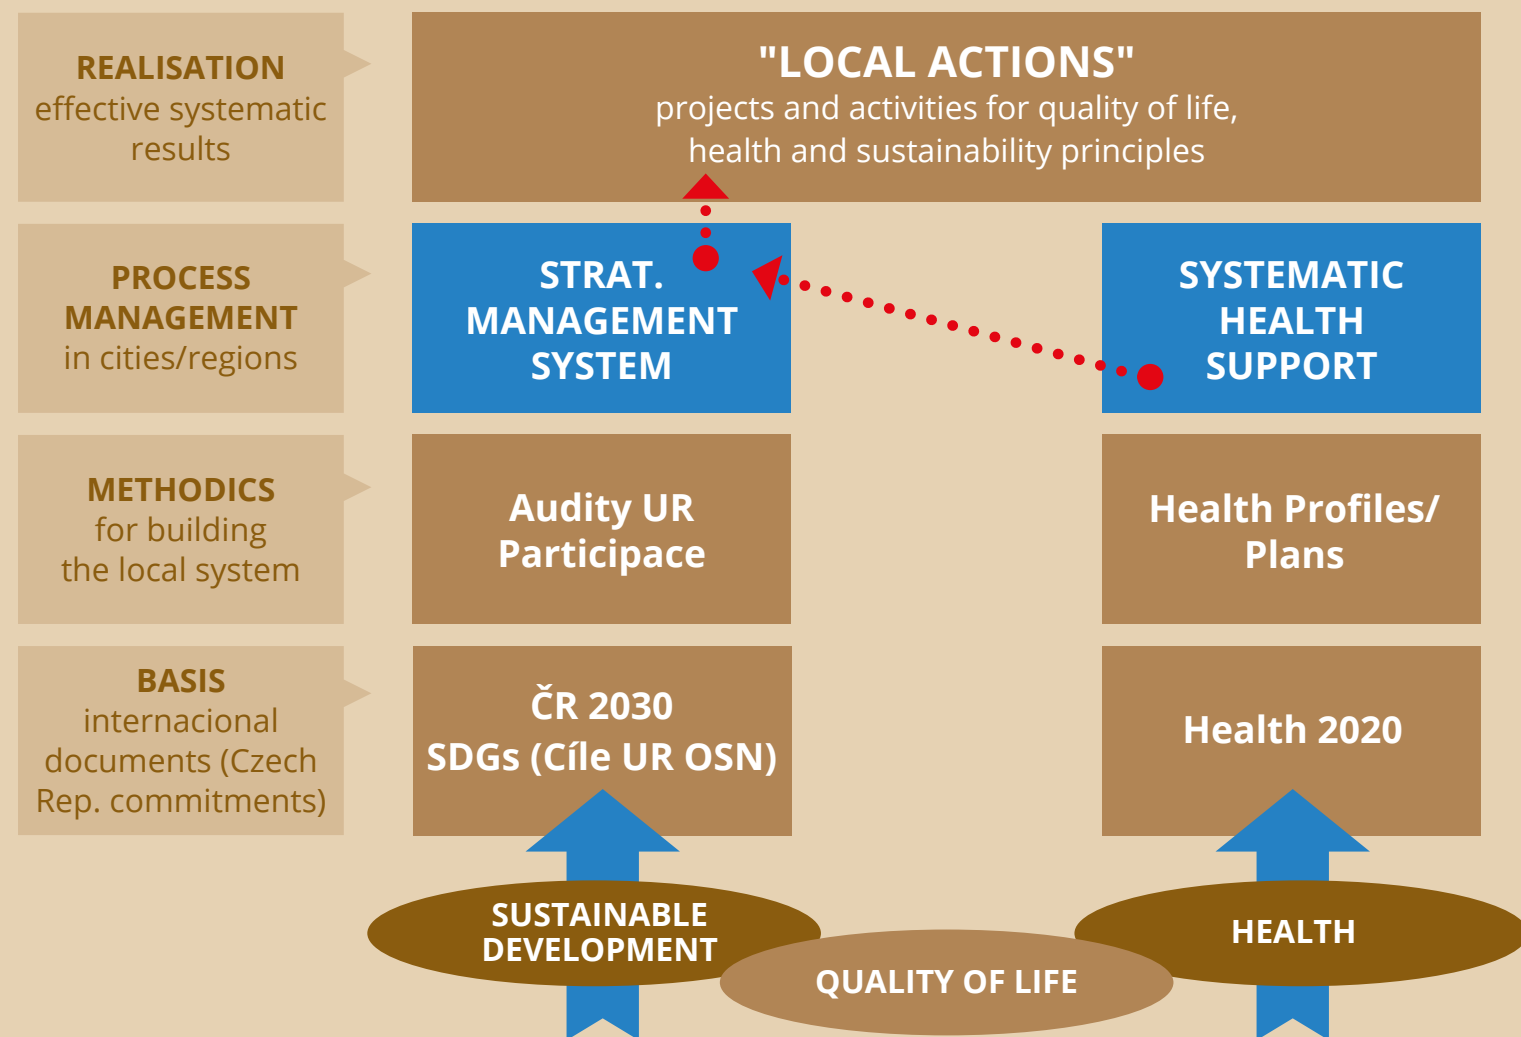 REALISATION
effective systematic
results
"LOCAL ACTIONS"
projects and activities for quality of life,
health and sustainability principles
PROCESS
MANAGEMENT
in cities/regions
STRAT.
MANAGEMENT
SYSTEM
SYSTEMATIC
HEALTH
SUPPORT
METHODICS
for building
the local system
Audity UR
Participace
Health Profiles/
Plans
BASIS
internacional
documents (Czech
Rep. commitments)
ČR 2030
SDGs (Cíle UR OSN)
Health 2020
SUSTAINABLE
DEVELOPMENT
QUALITY OF LIFE
HEALTH